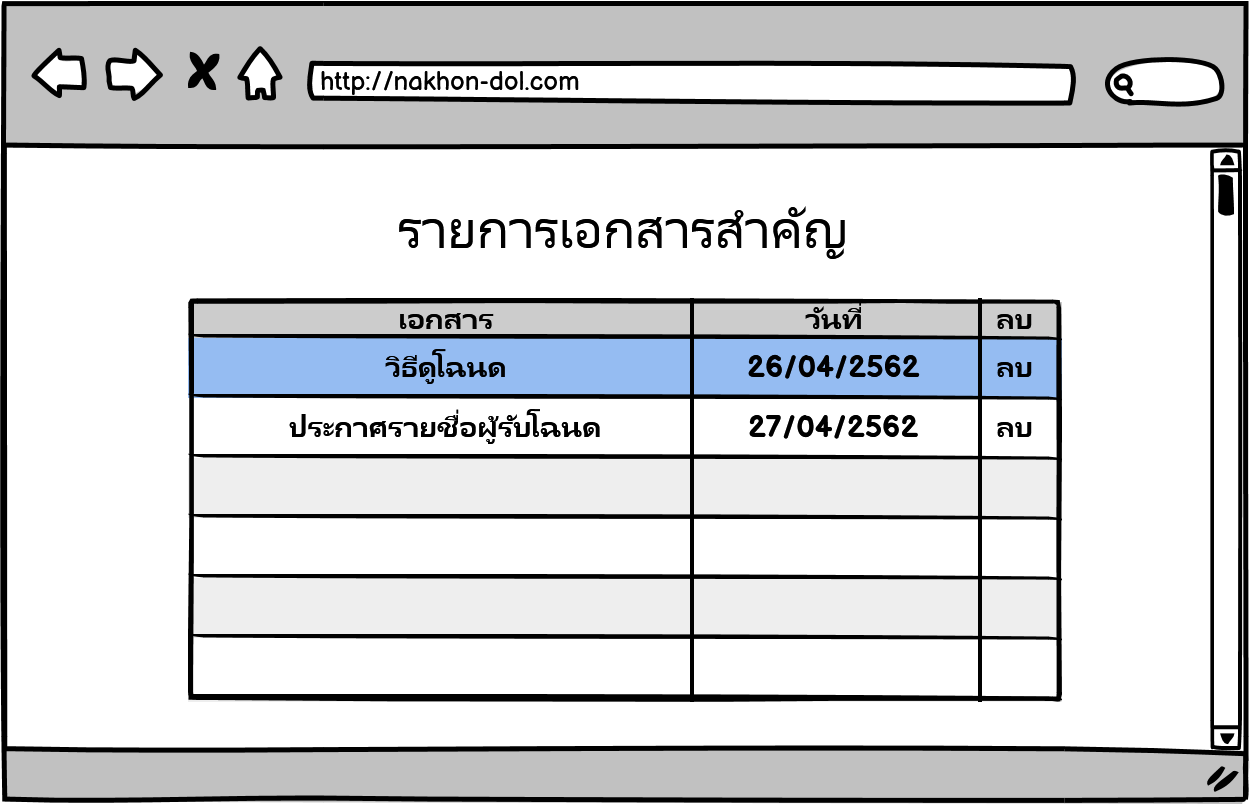 http://nakhon-dol.com
รายการเอกสารสำคัญ
เอกสาร วันที่ ลบ
วิธีดูโฉนด 26/04/2562 ลบ
ประกาศรายชื่อผู้รับโฉนด 27/04/2562 ลบ